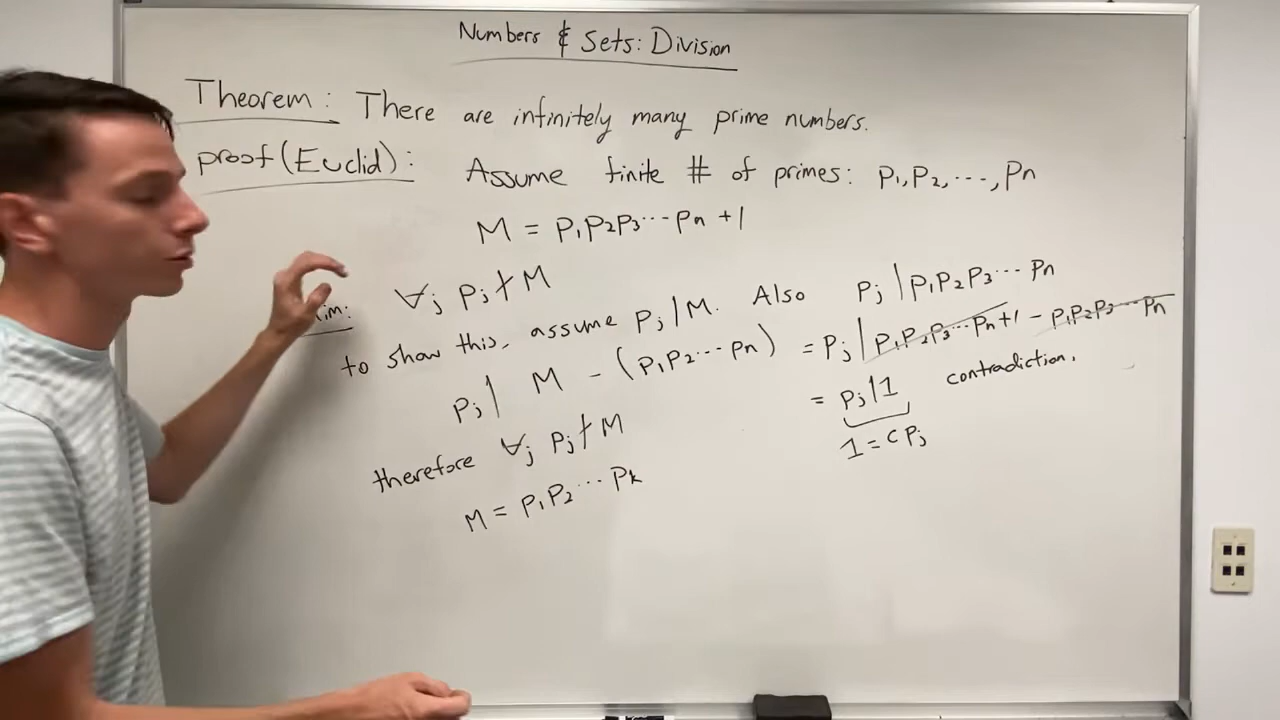 Numbers & Sets: Division
Theorem: There are infinitely many prime numbers.
proof (Euclid): Assume finite # of primes: p₁, p₂, ..., pₙ
M = p₁p₂p₃...pₙ + 1
∀ⱼ pⱼ ∤ M
to show this, assume pⱼ | M. Also pⱼ | p₁p₂p₃...pₙ
pⱼ | M - (p₁p₂...pₙ) = pⱼ | p₁p₂p₃...pₙ + 1 - p₁p₂p₃...pₙ
= pⱼ | 1 contradiction.
1 = cpⱼ
therefore ∀ⱼ pⱼ ∤ M
M = p₁p₂...pₖ